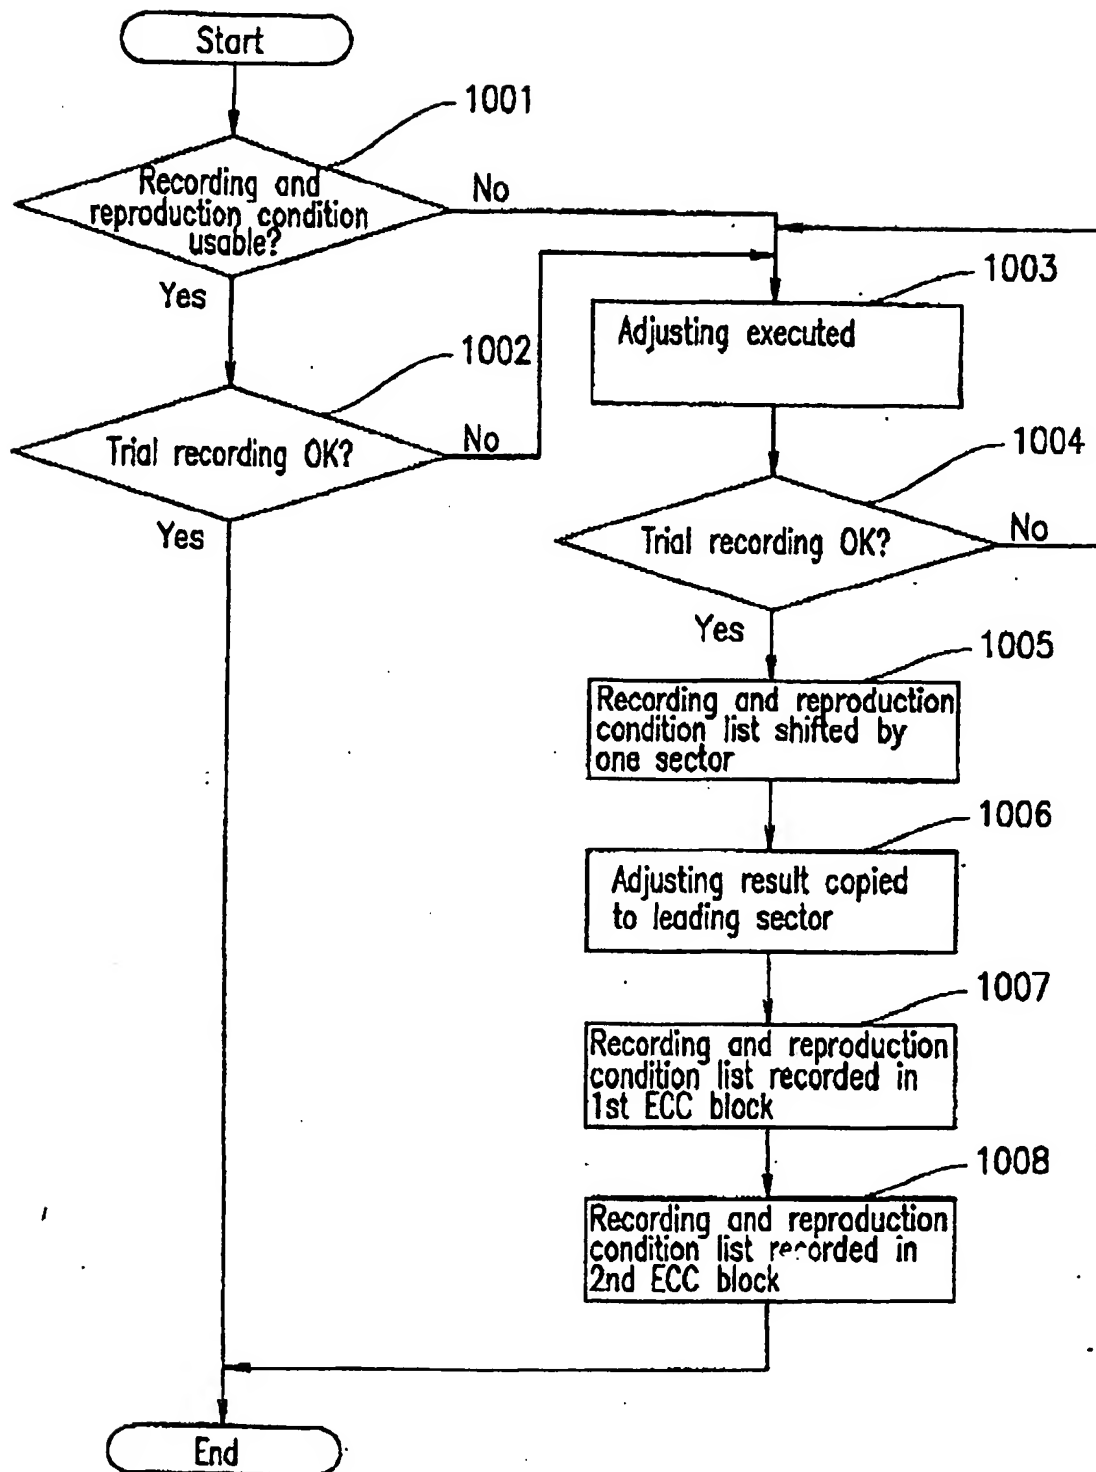 Start
1001
Recording and
reproduction condition
usable?
No
Yes
1002
Trial recording OK?
No
Yes
1003
Adjusting executed
1004
Trial recording OK?
No
Yes
1005
Recording and reproduction
condition list shifted by
one sector
1006
Adjusting result copied
to leading sector
1007
Recording and reproduction
condition list recorded in
1st ECC block
1008
Recording and reproduction
condition list recorded in
2nd ECC block
End